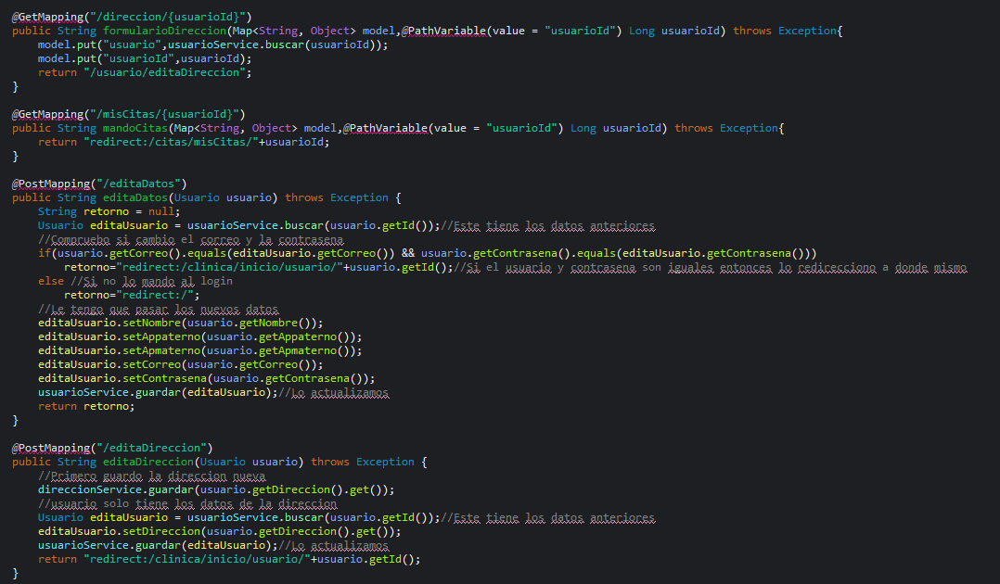 @GetMapping("/direccion/{usuarioId}")
public String formularioDireccion(Map<String, Object> model,@PathVariable(value = "usuarioId") Long usuarioId) throws Exception{
    model.put("usuario",usuarioService.buscar(usuarioId));
    model.put("usuarioId",usuarioId);
    return "/usuario/editaDireccion";
}

@GetMapping("/misCitas/{usuarioId}")
public String mandoCitas(Map<String, Object> model,@PathVariable(value = "usuarioId") Long usuarioId) throws Exception{
    return "redirect:/citas/misCitas/"+usuarioId;
}

@PostMapping("/editaDatos")
public String editaDatos(Usuario usuario) throws Exception {
    String retorno = null;
    Usuario editaUsuario = usuarioService.buscar(usuario.getId());//Este tiene los datos anteriores
    //Compruebo si cambio el correo y la contrasena
    if(usuario.getCorreo().equals(editaUsuario.getCorreo()) && usuario.getContrasena().equals(editaUsuario.getContrasena()))
        retorno="redirect:/clinica/inicio/usuario/"+usuario.getId();//Si el usuario y contrasena son iguales entonces lo redirecciono a donde mismo
    else //Si no lo mando al login
        retorno="redirect:/";
    //Le tengo que pasar los nuevos datos
    editaUsuario.setNombre(usuario.getNombre());
    editaUsuario.setAppaterno(usuario.getAppaterno());
    editaUsuario.setApmaterno(usuario.getApmaterno());
    editaUsuario.setCorreo(usuario.getCorreo());
    editaUsuario.setContrasena(usuario.getContrasena());
    usuarioService.guardar(editaUsuario);//Lo actualizamos
    return retorno;
}

@PostMapping("/editaDireccion")
public String editaDireccion(Usuario usuario) throws Exception {
    //Primero guardo la direccion nueva
    direccionService.guardar(usuario.getDireccion().get());
    //usuario solo tiene los datos de la direccion
    Usuario editaUsuario = usuarioService.buscar(usuario.getId());//Este tiene los datos anteriores
    editaUsuario.setDireccion(usuario.getDireccion().get());
    usuarioService.guardar(editaUsuario);//Lo actualizamos
    return "redirect:/clinica/inicio/usuario/"+usuario.getId();
}